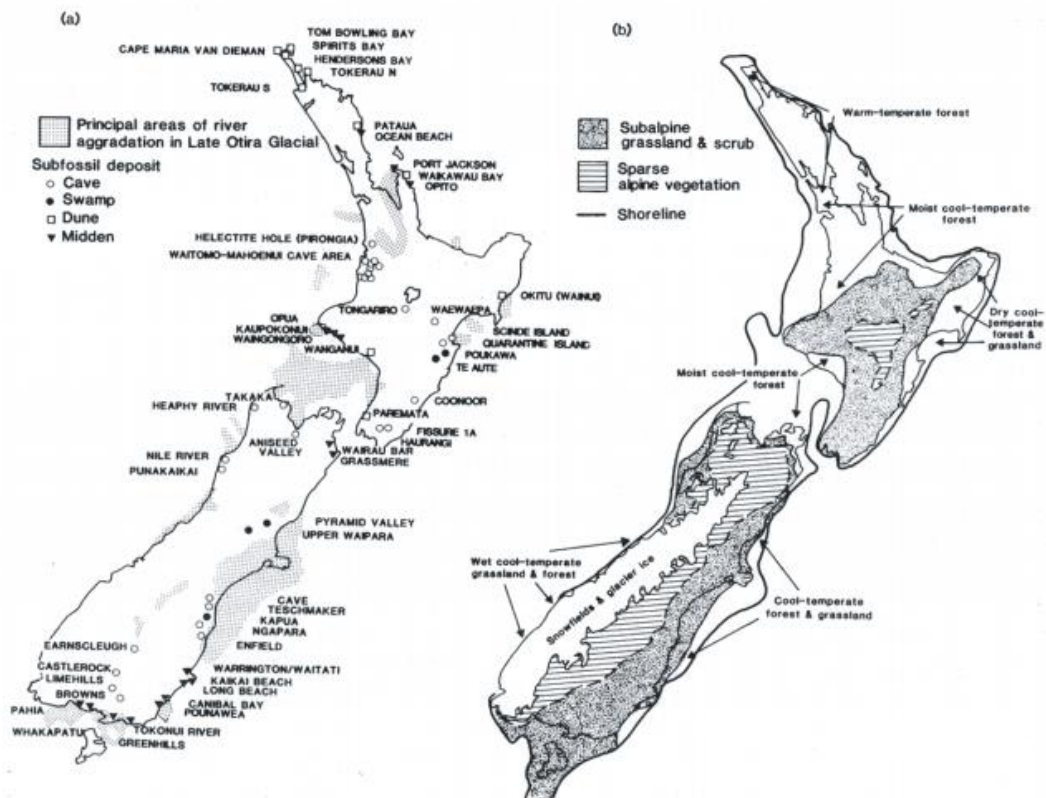 (a)
TOM BOWLING BAY
CAPE MARIA VAN DIEMAN
SPIRITS BAY
HENDERSONS BAY
TOKERAU N
TOKERAU S
Principal areas of river
aggradation in Late Otira Glacial
Subfossil deposit
Cave
Swamp
Dune
Midden
PATAUA
OCEAN BEACH
PORT JACKSON
WAIKAWAU BAY
OPITO
HELECTITE HOLE (PIRONGIA)
WAITOMO-MAHOENUI CAVE AREA
TONGARIRO
WAEWAEPA
OKITU (WAINUI)
OPUA
KAUPOKONUI
WAINGONGORO
WANGANUI
SCINDE ISLAND
QUARANTINE ISLAND
POUKAWA
TE AUTE
TAKAKA
HEAPHY RIVER
COONOOR
PAREMATA
FISSURE 1A
HAURANGI
ANISEED
VALLEY
WAIRAU BAR
GRASSMERE
NILE RIVER
PUNAKAIKAI
PYRAMID VALLEY
UPPER WAIPARA
CAVE
TESCHMAKER
KAPUA
NGAPARA
ENFIELD
EARNSCLEUGH
CASTLEROCK
LIMEHILLS
BROWNS
PAHIA
WHAKAPATU
WARRINGTON/WAITATI
KAIKAI BEACH
LONG BEACH
CANIBAL BAY
POUNAWEA
TOKONUI RIVER
GREENHILLS
(b)
Warm-temperate forest
Subalpine
grassland & scrub
Sparse
alpine vegetation
Shoreline
Moist cool-temperate
forest
Dry cool-
temperate
forest &
grassland
Moist cool-temperate
forest
Wet cool-temperate
grassland & forest
Snowfields & glacier ice
Cool-temperate
forest & grassland